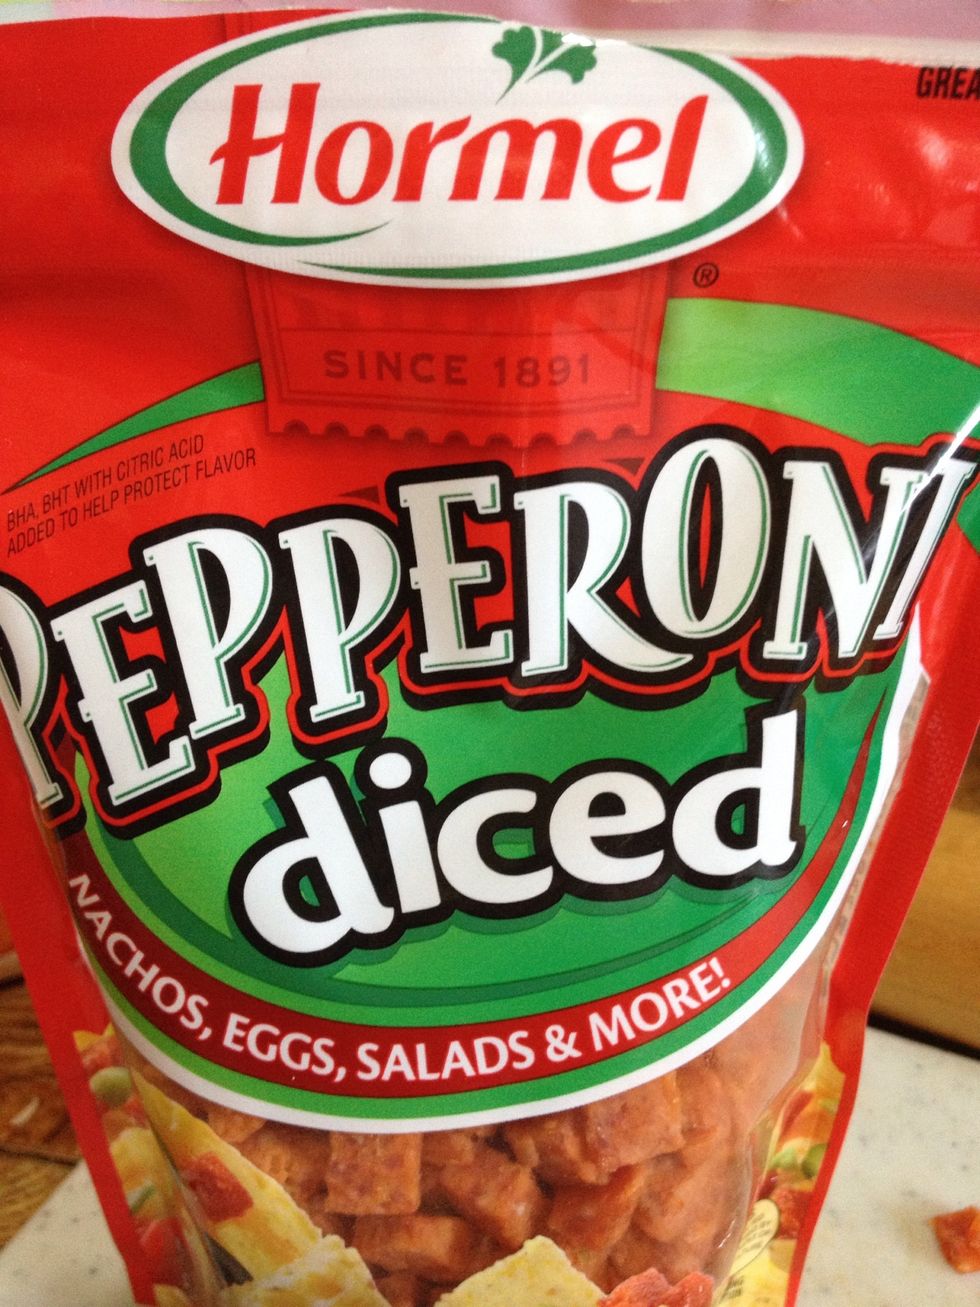 GREA
Hormel
®
SINCE 1891
BHA, BHT WITH CITRIC ACID
ADDED TO HELP PROTECT FLAVOR
PEPPERONI
diced
NACHOS, EGGS, SALADS & MORE!